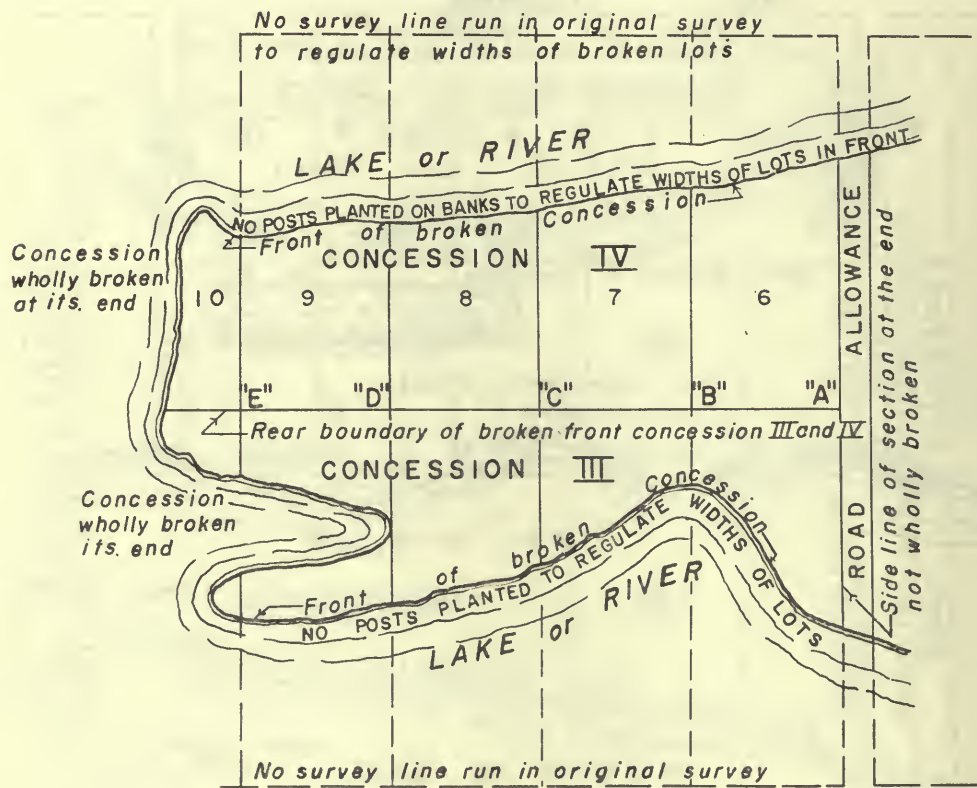 No survey line run in original survey
to regulate widths of broken lots
LAKE or RIVER
NO POSTS PLANTED ON BANKS TO REGULATE WIDTHS OF LOTS IN FRONT
Front of broken Concession
CONCESSION IV
Concession
wholly broken
at its. end
10 9 8 7 6
ALLOWANCE
"E" "D" "C" "B" "A"
Rear boundary of broken front concession III and IV
CONCESSION III
Concession
wholly broken
its. end
Front of broken Concession
NO POSTS PLANTED TO REGULATE WIDTHS OF LOTS
LAKE or RIVER
ROAD
Side line of section at the end
not wholly broken
No survey line run in original survey